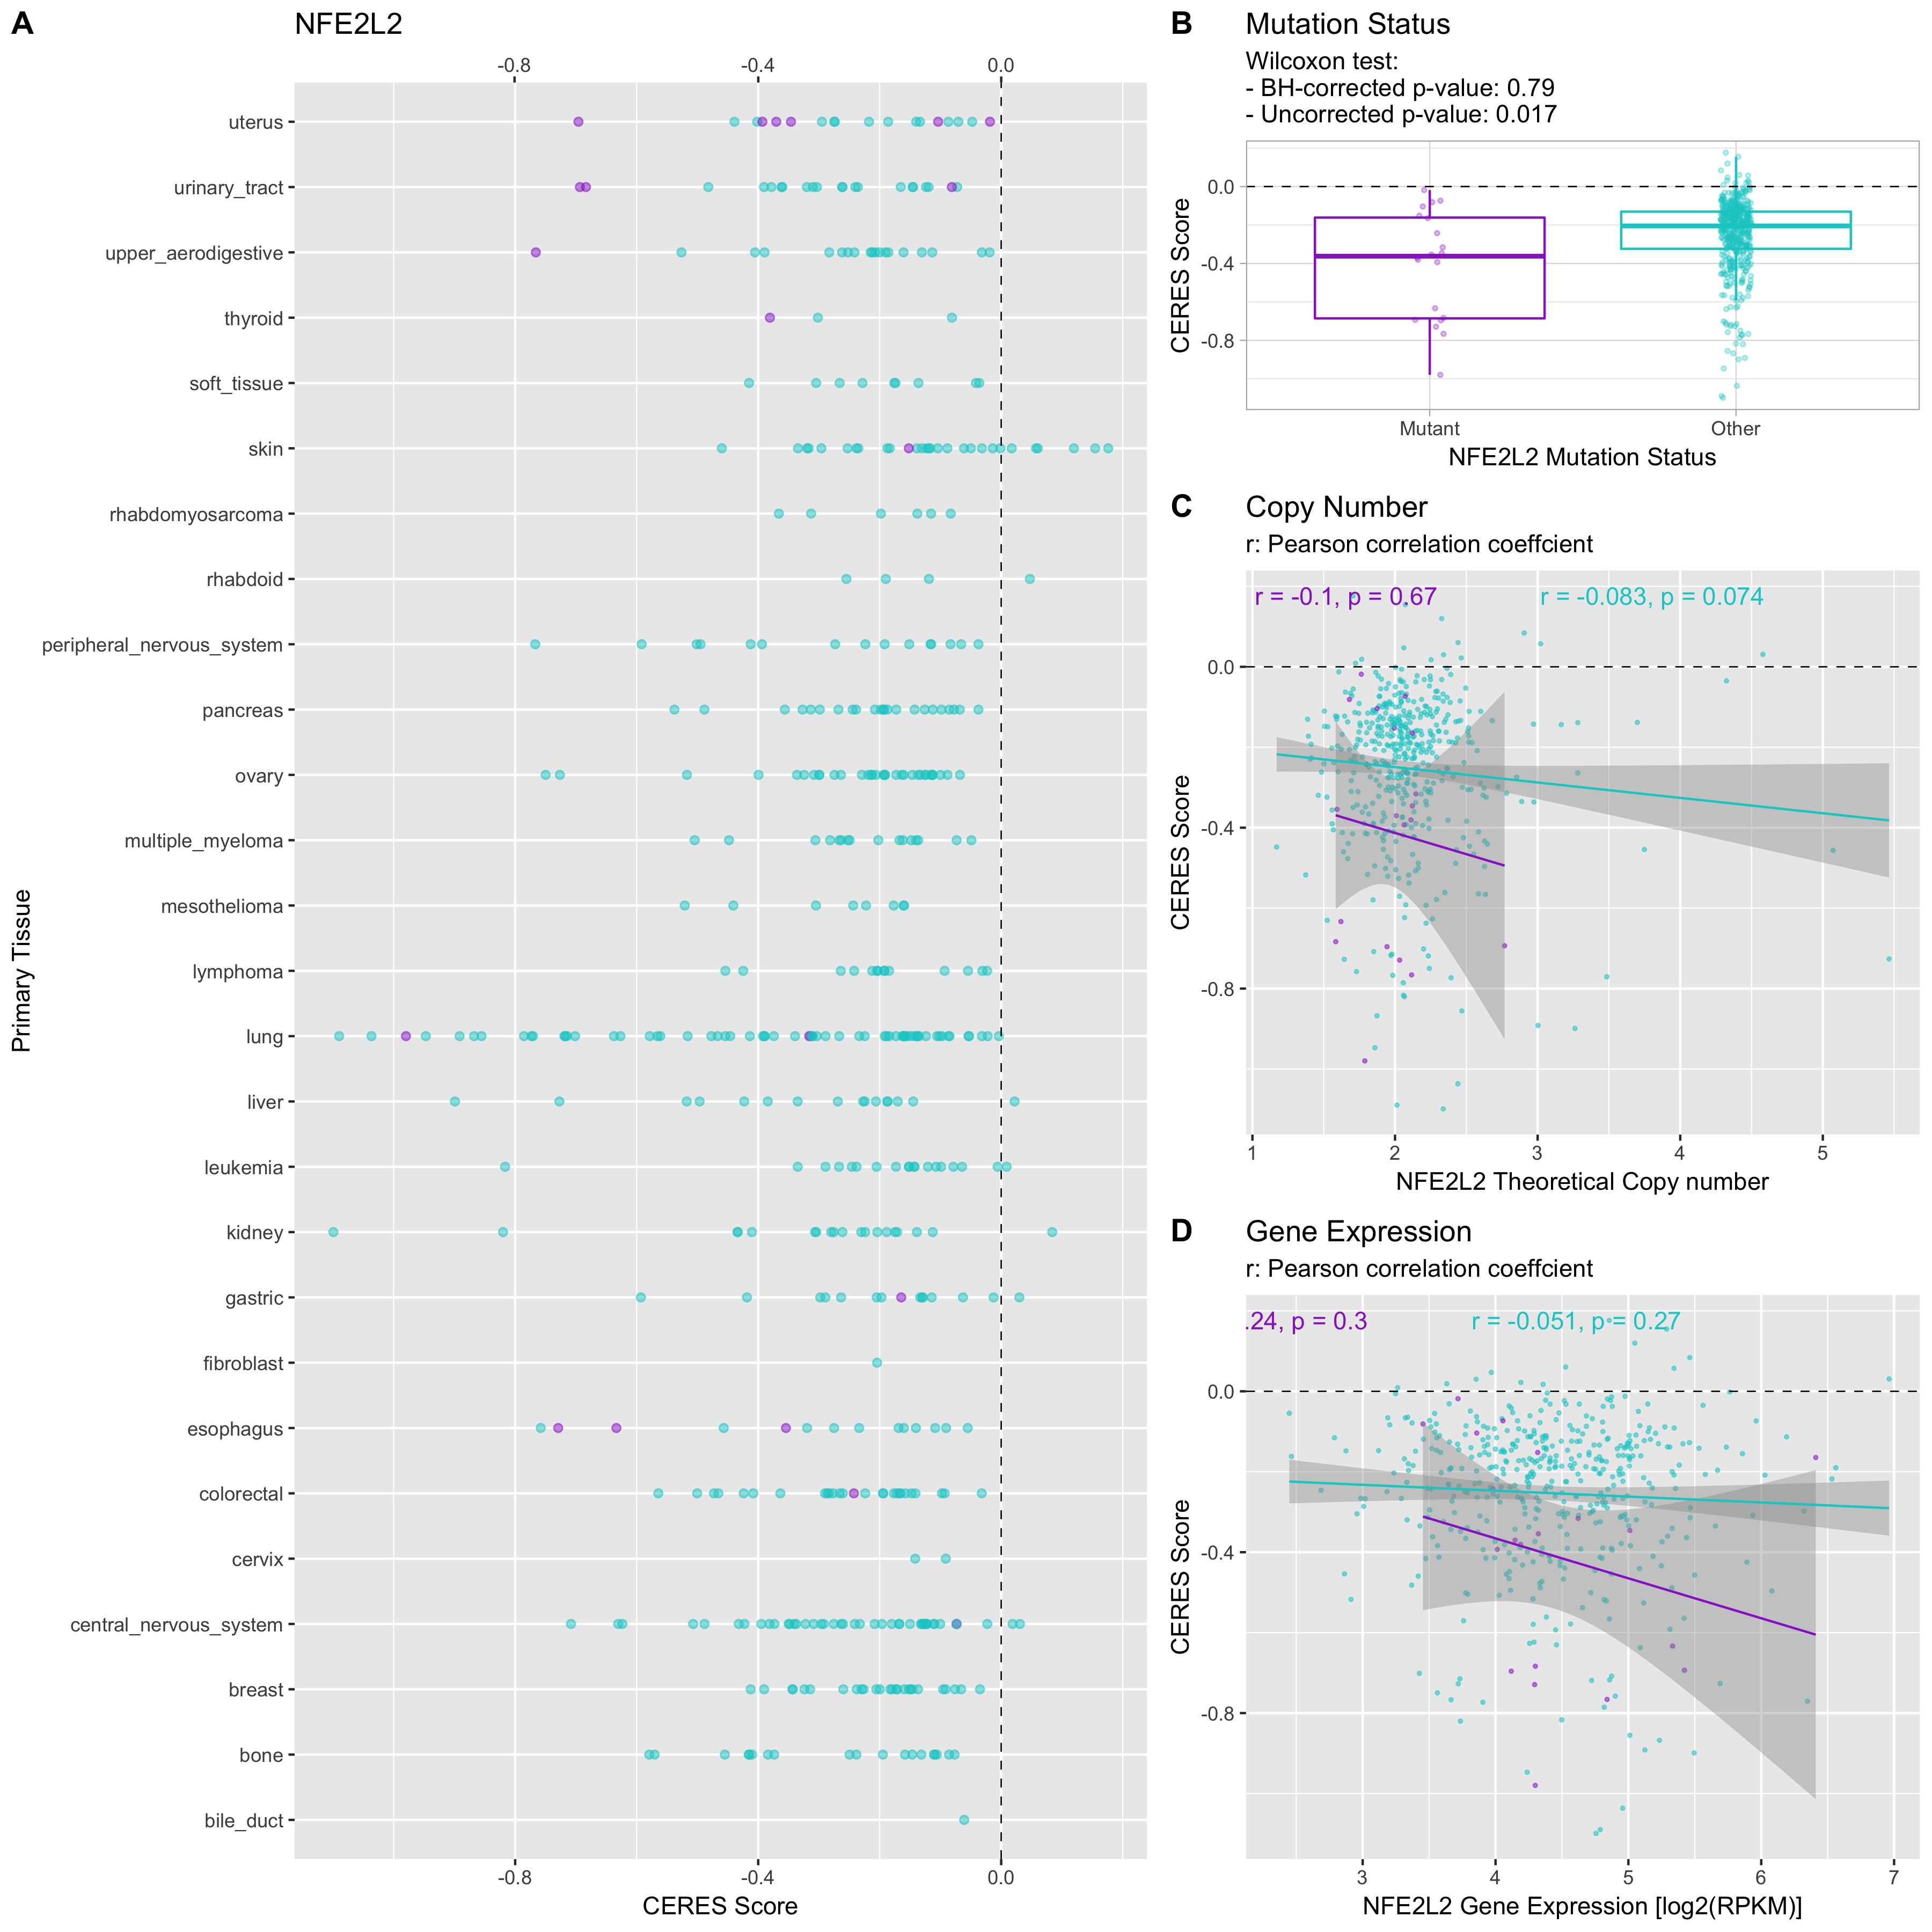 A
NFE2L2
-0.8 -0.4 0.0
uterus
urinary_tract
upper_aerodigestive
thyroid
soft_tissue
skin
rhabdomyosarcoma
rhabdoid
peripheral_nervous_system
pancreas
ovary
multiple_myeloma
mesothelioma
lymphoma
lung
liver
leukemia
kidney
gastric
fibroblast
esophagus
colorectal
cervix
central_nervous_system
breast
bone
bile_duct
Primary Tissue
-0.8 -0.4 0.0
CERES Score
B
Mutation Status
Wilcoxon test:
- BH-corrected p-value: 0.79
- Uncorrected p-value: 0.017
0.0
-0.4
-0.8
CERES Score
Mutant Other
NFE2L2 Mutation Status
C
Copy Number
r: Pearson correlation coeffcient
r = -0.1, p = 0.67 r = -0.083, p = 0.074
0.0
-0.4
-0.8
CERES Score
1 2 3 4 5
NFE2L2 Theoretical Copy number
D
Gene Expression
r: Pearson correlation coeffcient
.24, p = 0.3 r = -0.051, p = 0.27
0.0
-0.4
-0.8
CERES Score
3 4 5 6 7
NFE2L2 Gene Expression [log2(RPKM)]